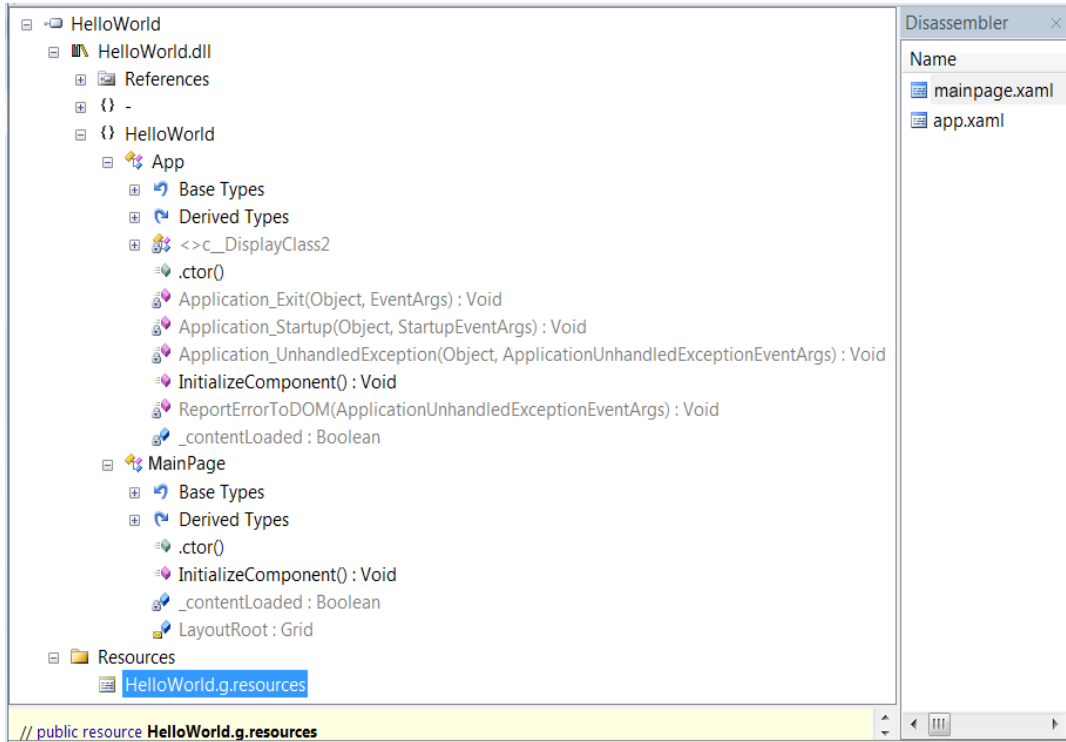 HelloWorld
HelloWorld.dll
References
{} -
{} HelloWorld
App
Base Types
Derived Types
<>c__DisplayClass2
.ctor()
Application_Exit(Object, EventArgs) : Void
Application_Startup(Object, StartupEventArgs) : Void
Application_UnhandledException(Object, ApplicationUnhandledExceptionEventArgs) : Void
InitializeComponent() : Void
ReportErrorToDOM(ApplicationUnhandledExceptionEventArgs) : Void
_contentLoaded : Boolean
MainPage
Base Types
Derived Types
.ctor()
InitializeComponent() : Void
_contentLoaded : Boolean
LayoutRoot : Grid
Resources
HelloWorld.g.resources
// public resource HelloWorld.g.resources
Disassembler
Name
mainpage.xaml
app.xaml